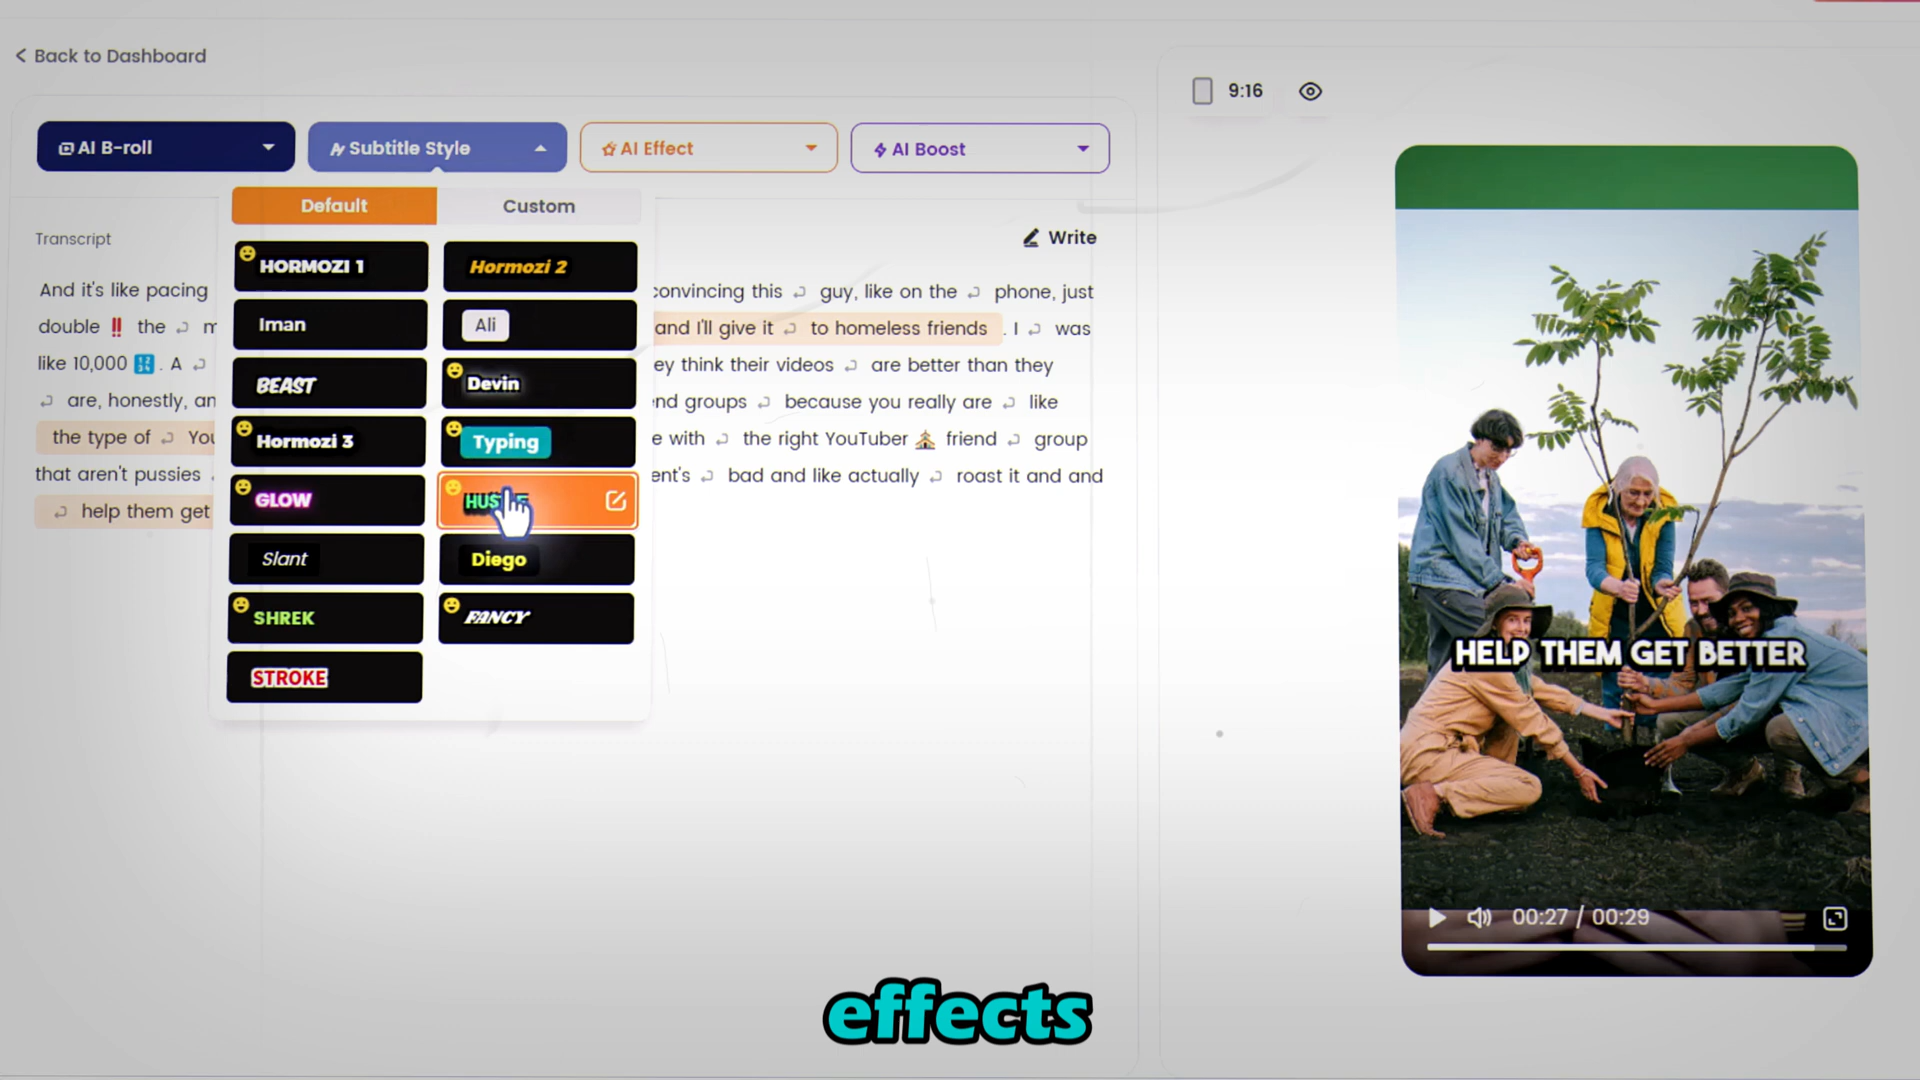 Back to Dashboard
9:16
AI B-roll
Subtitle Style
AI Effect
AI Boost
Default
Custom
Transcript
Write
HORMOZI 1
Hormozi 2
Iman
Ali
BEAST
Devin
Hormozi 3
Typing
GLOW
Slant
Diego
SHREK
FANCY
STROKE
And it's like pacing
convincing this guy, like on the phone, just
double ‼️ the
and I'll give it to homeless friends . I was
like 10,000 🔢 . A
they think their videos are better than they
are, honestly, an
groups because you really are like
the type of
with the right YouTuber friend group
that aren't pussies
bad and like actually roast it and and
help them get
HELP THEM GET BETTER
00:27 / 00:29
effects